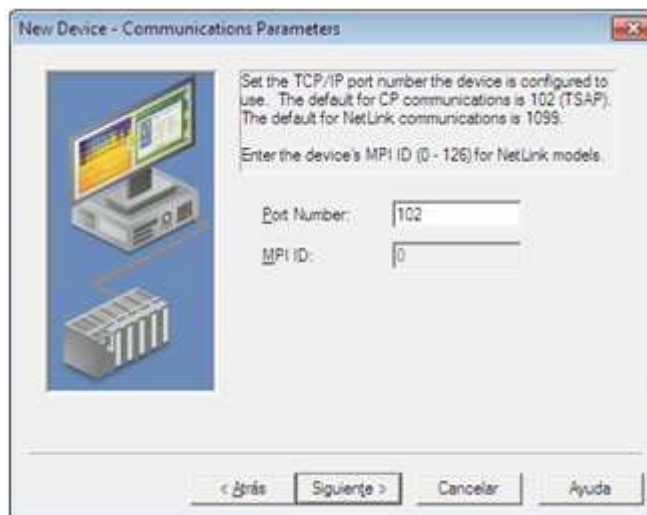 New Device - Communications Parameters
Set the TCP/IP port number the device is configured to
use. The default for CP communications is 102 (TSAP).
The default for NetLink communications is 1099.
Enter the device's MPI ID (0 - 126) for NetLink models.
Port Number: 102
MPI ID: 0
< Atrás Siguiente > Cancelar Ayuda